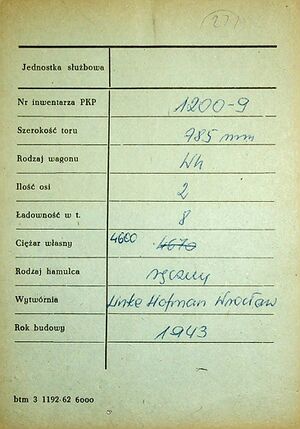 (27)
Jednostka służbowa
Nr inwentarza PKP 1200-9
Szerokość toru 785 mm
Rodzaj wagonu Wh
Ilość osi 2
Ładowność w t. 8
Ciężar własny 4600 4670
Rodzaj hamulca ręczny
Wytwórnia Linke Hofman Wrocław
Rok budowy 1943
btm 3 1192-62 6000